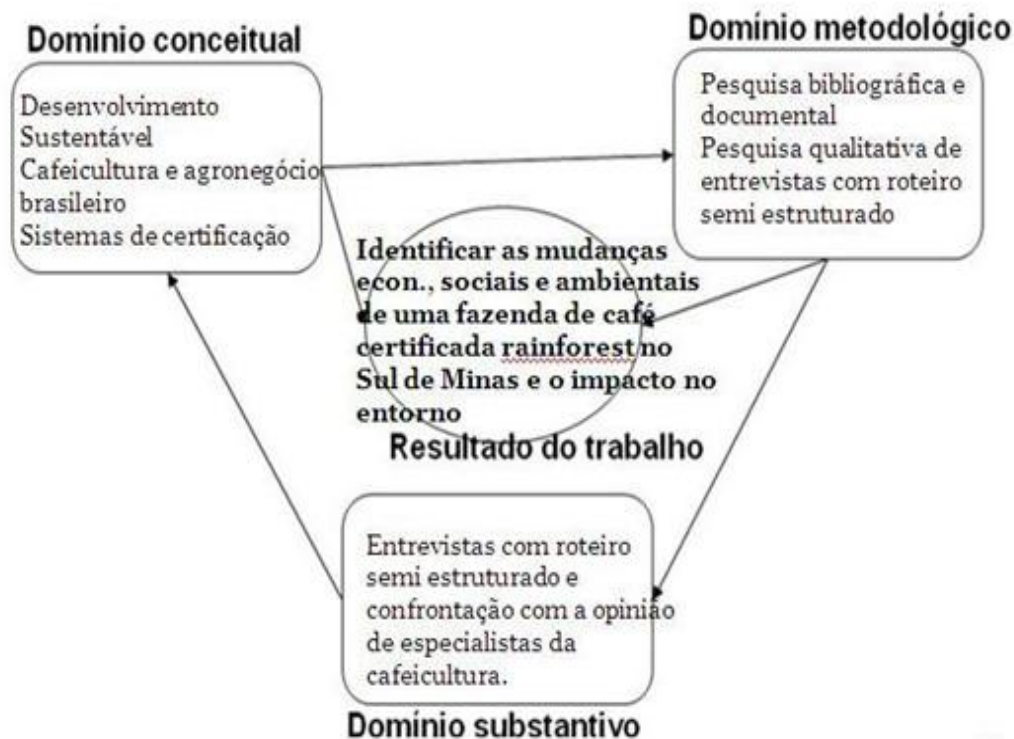 Domínio conceitual
Desenvolvimento
Sustentável
Cafeicultura e agronegócio
brasileiro
Sistemas de certificação
Domínio metodológico
Pesquisa bibliográfica e
documental
Pesquisa qualitativa de
entrevistas com roteiro
semi estruturado
Identificar as mudanças
econ., sociais e ambientais
de uma fazenda de café
certificada rainforest no
Sul de Minas e o impacto no
entorno
Resultado do trabalho
Entrevistas com roteiro
semi estruturado e
confrontação com a opinião
de especialistas da
cafeicultura.
Domínio substantivo